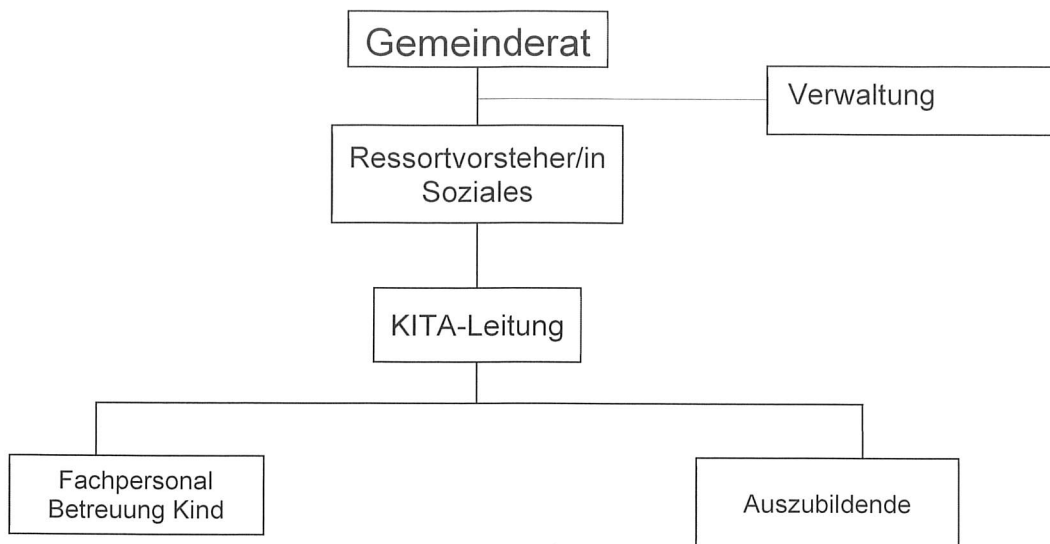 Gemeinderat
Verwaltung
Ressortvorsteher/in
Soziales
KITA-Leitung
Fachpersonal
Betreuung Kind
Auszubildende